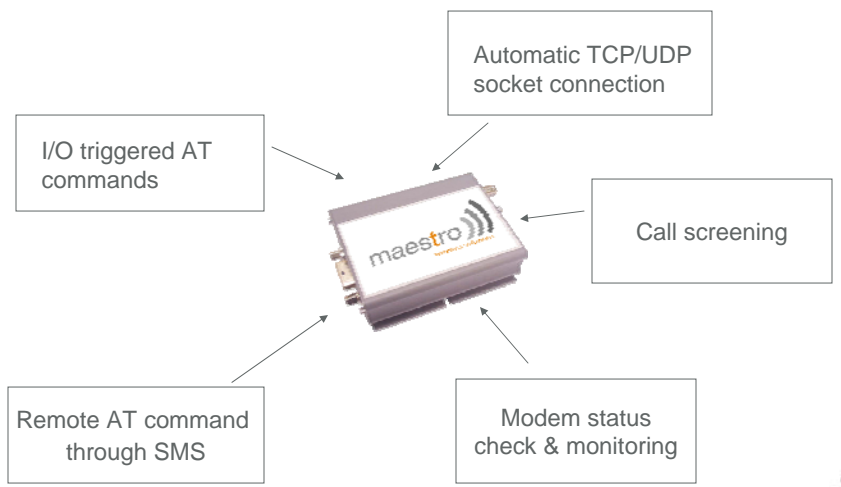 Automatic TCP/UDP
socket connection
I/O triggered AT
commands
Call screening
maestro
Remote AT command
through SMS
Modem status
check & monitoring